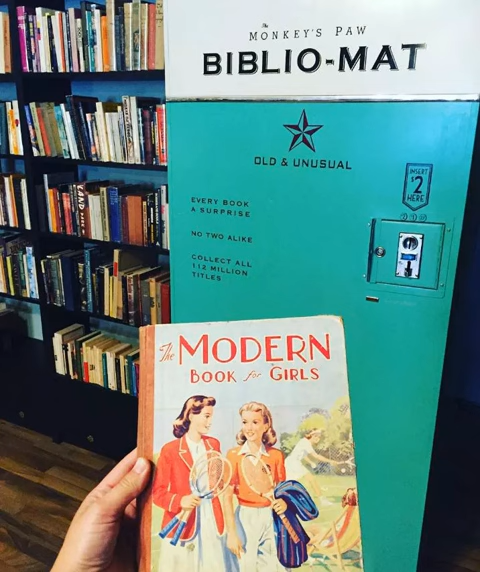 The
MONKEY'S PAW
BIBLIO-MAT
OLD & UNUSUAL
INSERT
$2
HERE
EVERY BOOK
A SURPRISE
NO TWO ALIKE
COLLECT ALL
112 MILLION
TITLES
The MODERN
BOOK for GIRLS